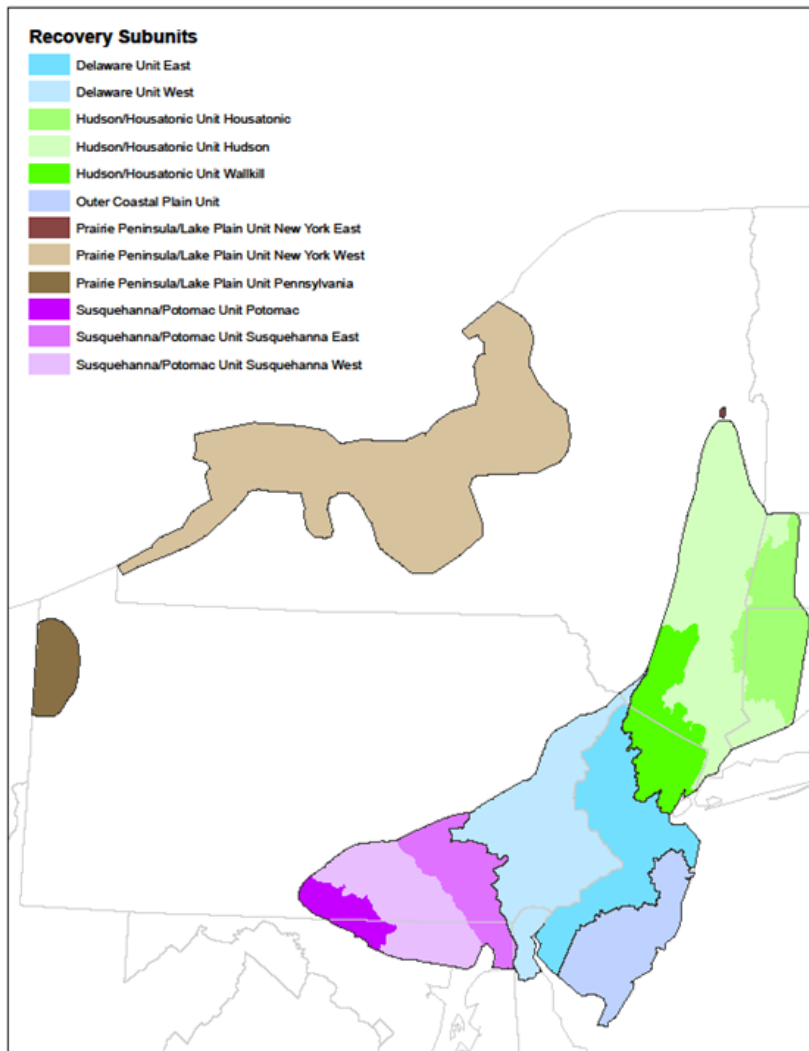 Recovery Subunits
Delaware Unit East
Delaware Unit West
Hudson/Housatonic Unit Housatonic
Hudson/Housatonic Unit Hudson
Hudson/Housatonic Unit Wallkill
Outer Coastal Plain Unit
Prairie Peninsula/Lake Plain Unit New York East
Prairie Peninsula/Lake Plain Unit New York West
Prairie Peninsula/Lake Plain Unit Pennsylvania
Susquehanna/Potomac Unit Potomac
Susquehanna/Potomac Unit Susquehanna East
Susquehanna/Potomac Unit Susquehanna West